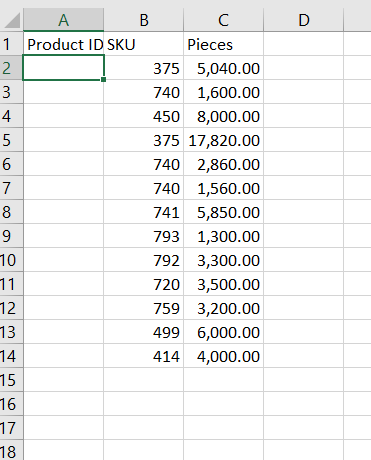 A B C D
1 Product ID SKU Pieces
2 375 5,040.00
3 740 1,600.00
4 450 8,000.00
5 375 17,820.00
6 740 2,860.00
7 740 1,560.00
8 741 5,850.00
9 793 1,300.00
10 792 3,300.00
11 720 3,500.00
12 759 3,200.00
13 499 6,000.00
14 414 4,000.00
15
16
17
18